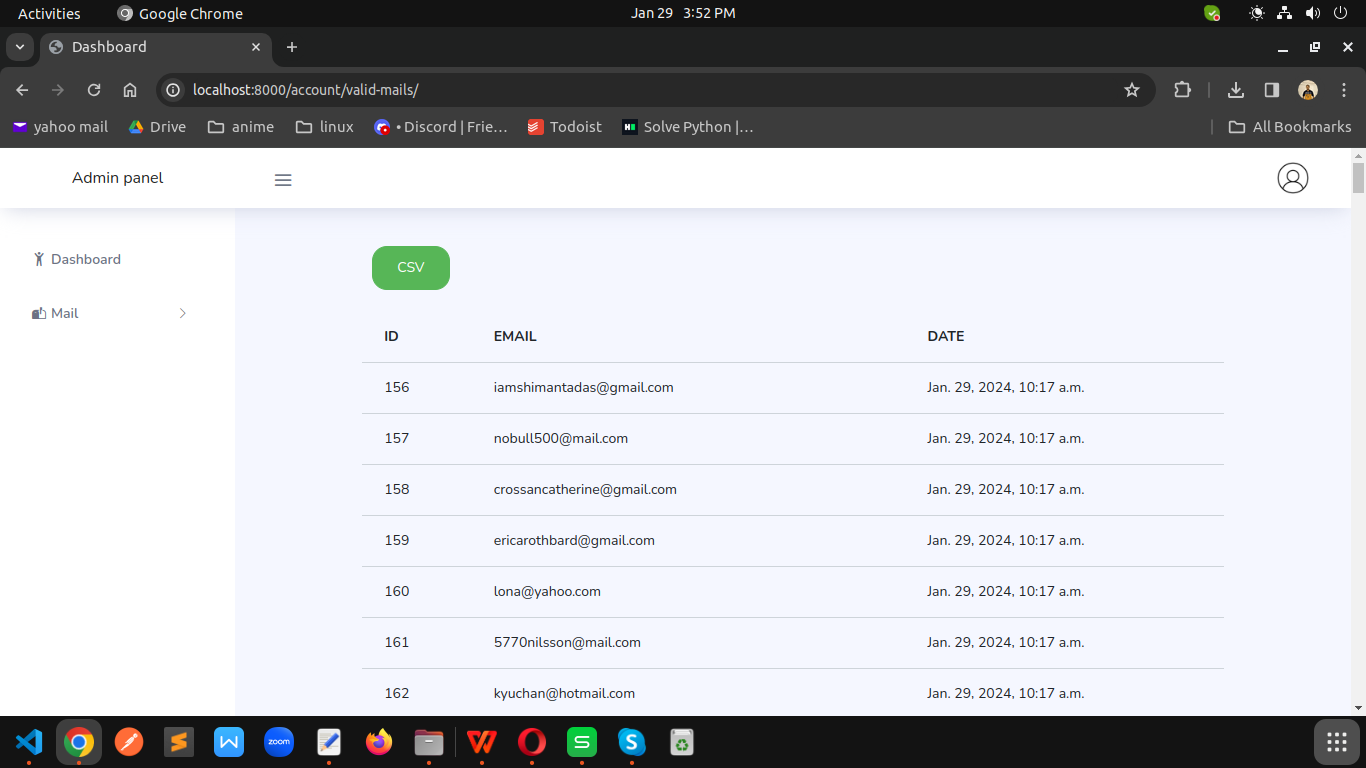 Activities Google Chrome Jan 29 3:52 PM
Dashboard
localhost:8000/account/valid-mails/
yahoo mail Drive anime linux • Discord | Frie... Todoist Solve Python |... All Bookmarks
Admin panel
Dashboard
Mail
CSV
ID EMAIL DATE
156 iamshimantadas@gmail.com Jan. 29, 2024, 10:17 a.m.
157 nobull500@mail.com Jan. 29, 2024, 10:17 a.m.
158 crossancatherine@gmail.com Jan. 29, 2024, 10:17 a.m.
159 ericarothbard@gmail.com Jan. 29, 2024, 10:17 a.m.
160 lona@yahoo.com Jan. 29, 2024, 10:17 a.m.
161 5770nilsson@mail.com Jan. 29, 2024, 10:17 a.m.
162 kyuchan@hotmail.com Jan. 29, 2024, 10:17 a.m.
zoom